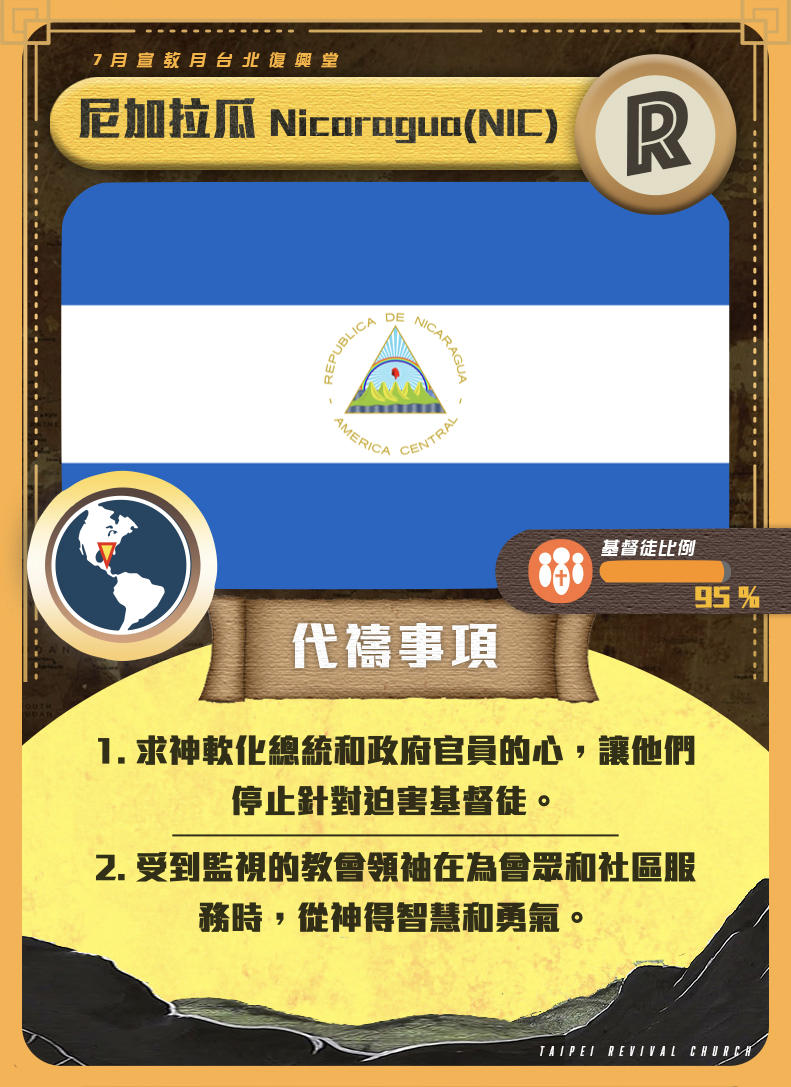 7月宣教月台北復興堂
尼加拉瓜 Nicaragua(NIC)
R
REPUBLICA DE NICARAGUA
- AMERICA CENTRAL -
基督徒比例
95 %
代禱事項
1. 求神軟化總統和政府官員的心，讓他們
停止針對迫害基督徒。
2. 受到監視的教會領袖在為會眾和社區服
務時，從神得智慧和勇氣。
TAIPEI REVIVAL CHURCH